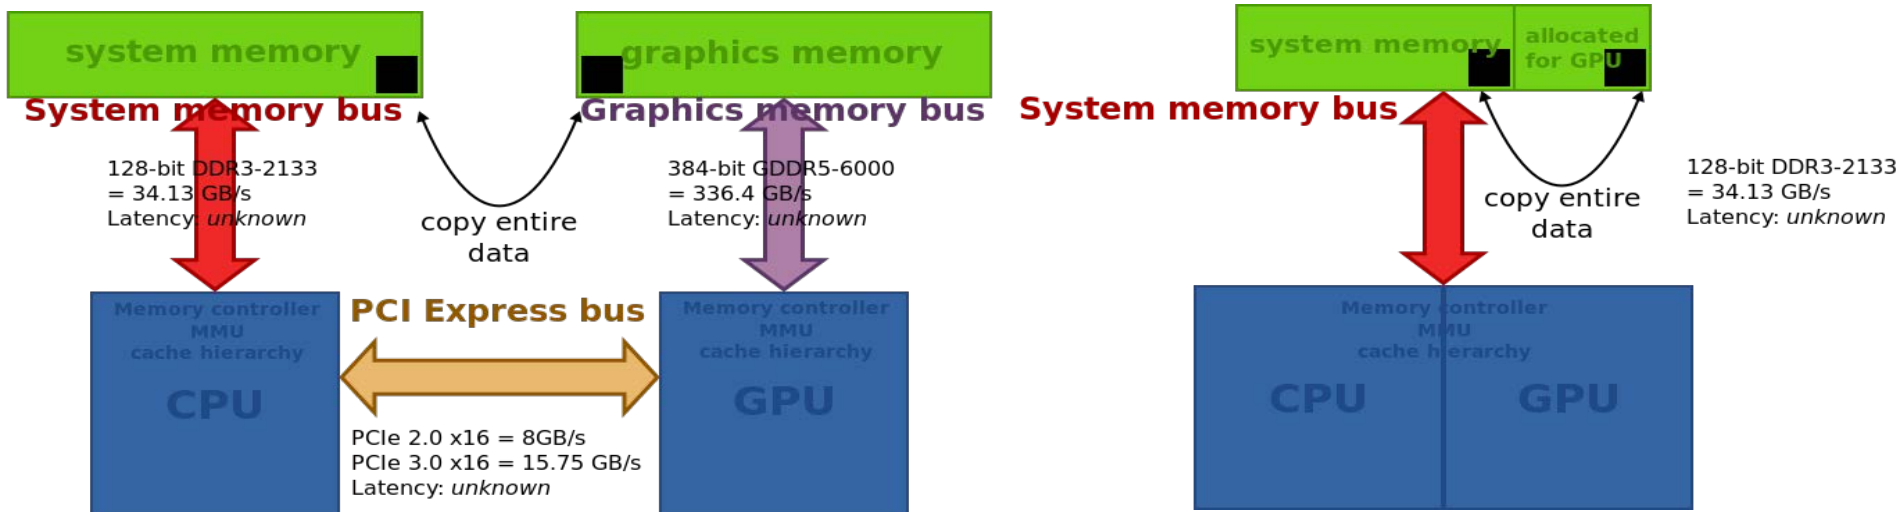 system memory
graphics memory
System memory bus
Graphics memory bus
128-bit DDR3-2133
= 34.13 GB/s
Latency: unknown
copy entire
data
384-bit GDDR5-6000
= 336.4 GB/s
Latency: unknown
Memory controller
MMU
cache hierarchy
CPU
PCI Express bus
PCIe 2.0 x16 = 8GB/s
PCIe 3.0 x16 = 15.75 GB/s
Latency: unknown
Memory controller
MMU
cache hierarchy
GPU
system memory
allocated
for GPU
System memory bus
copy entire
data
128-bit DDR3-2133
= 34.13 GB/s
Latency: unknown
Memory controller
MMU
cache hierarchy
CPU
GPU